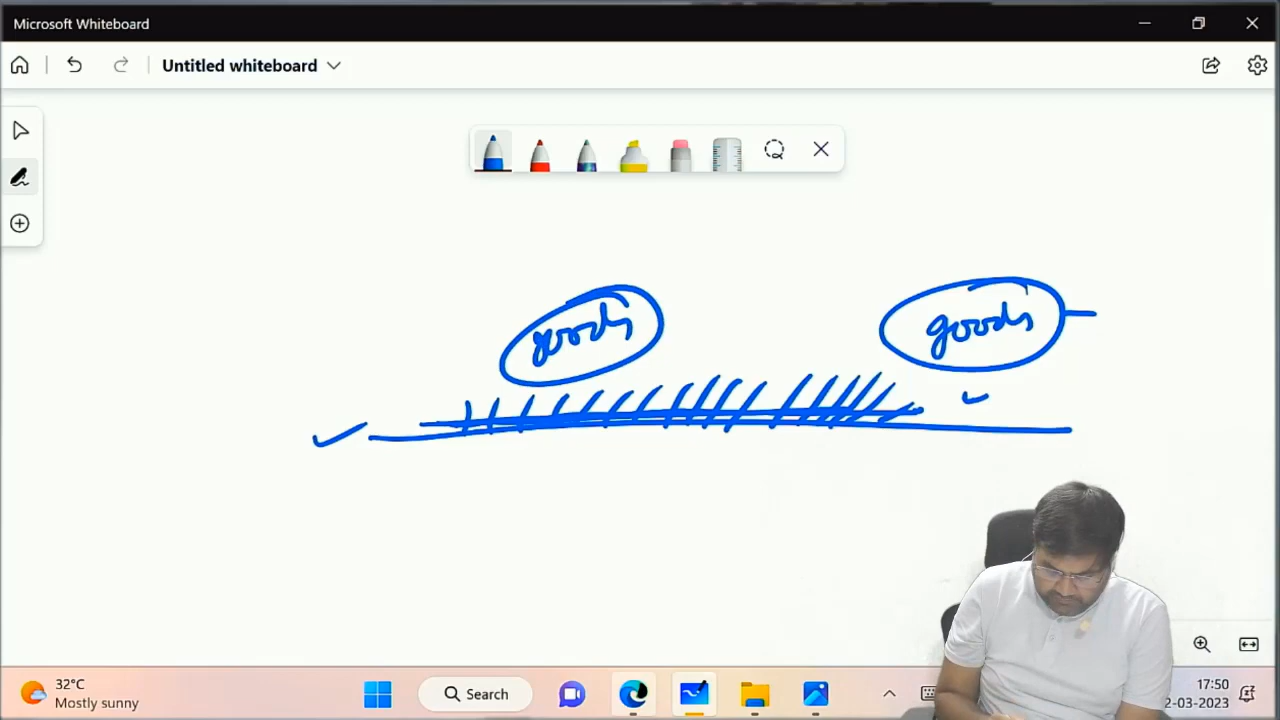 Microsoft Whiteboard
Untitled whiteboard
goods
goods
32°C
Mostly sunny
Search
17:50
2-03-2023